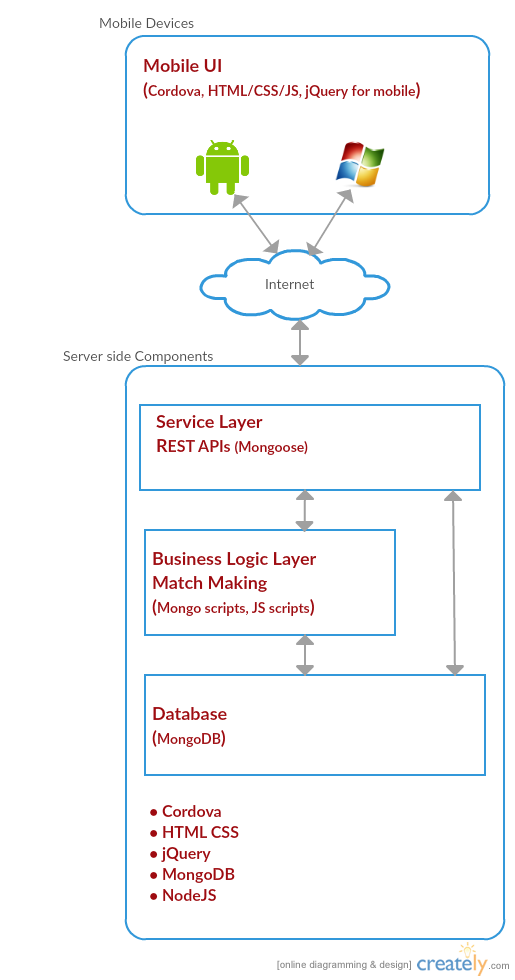 Mobile Devices
Mobile UI
(Cordova, HTML/CSS/JS, jQuery for mobile)
Internet
Server side Components
Service Layer
REST APIs (Mongoose)
Business Logic Layer
Match Making
(Mongo scripts, JS scripts)
Database
(MongoDB)
• Cordova
• HTML CSS
• jQuery
• MongoDB
• NodeJS
[online diagramming & design] creately.com